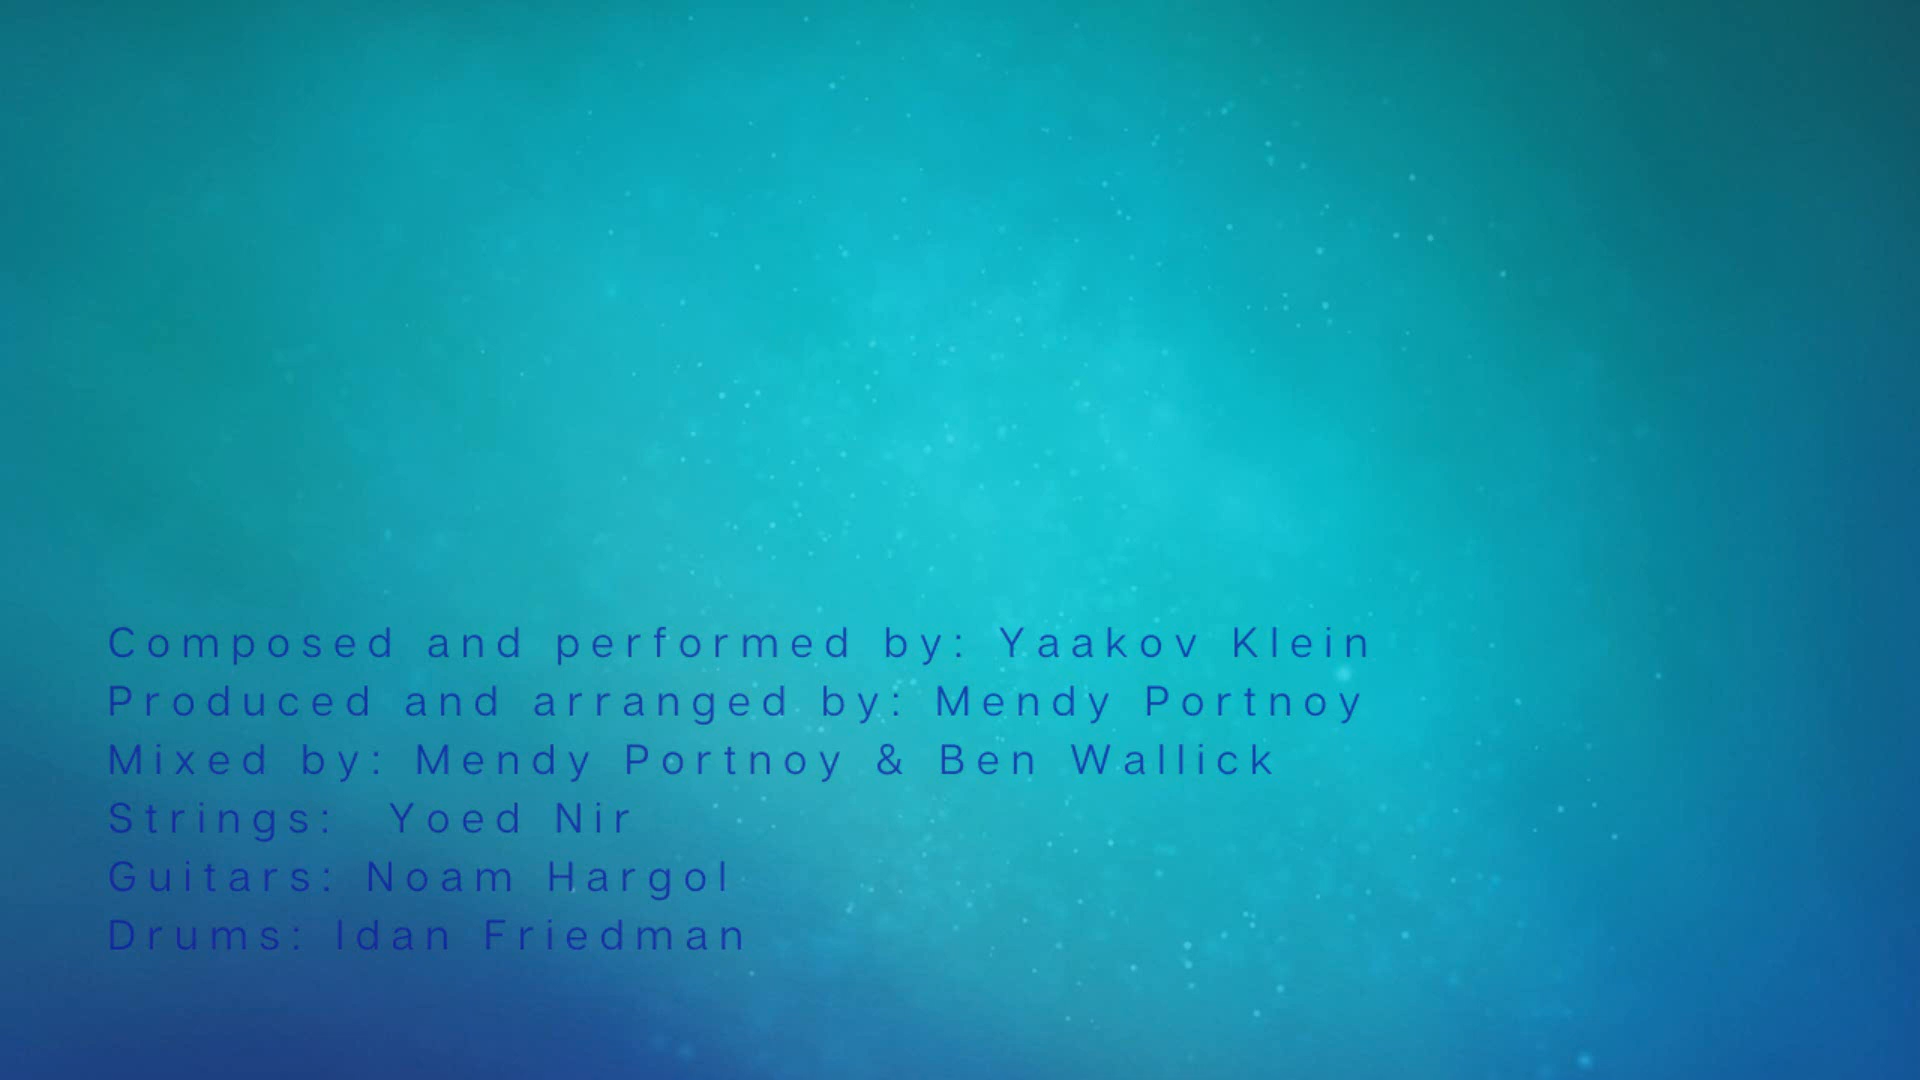 Composed and performed by: Yaakov Klein
Produced and arranged by: Mendy Portnoy
Mixed by: Mendy Portnoy & Ben Wallick
Strings:  Yoed Nir
Guitars: Noam Hargol
Drums: Idan Friedman